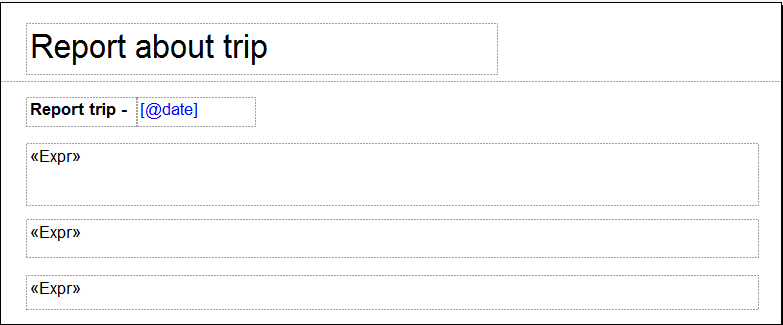 Report about trip
Report trip - [@date]
«Expr»
«Expr»
«Expr»